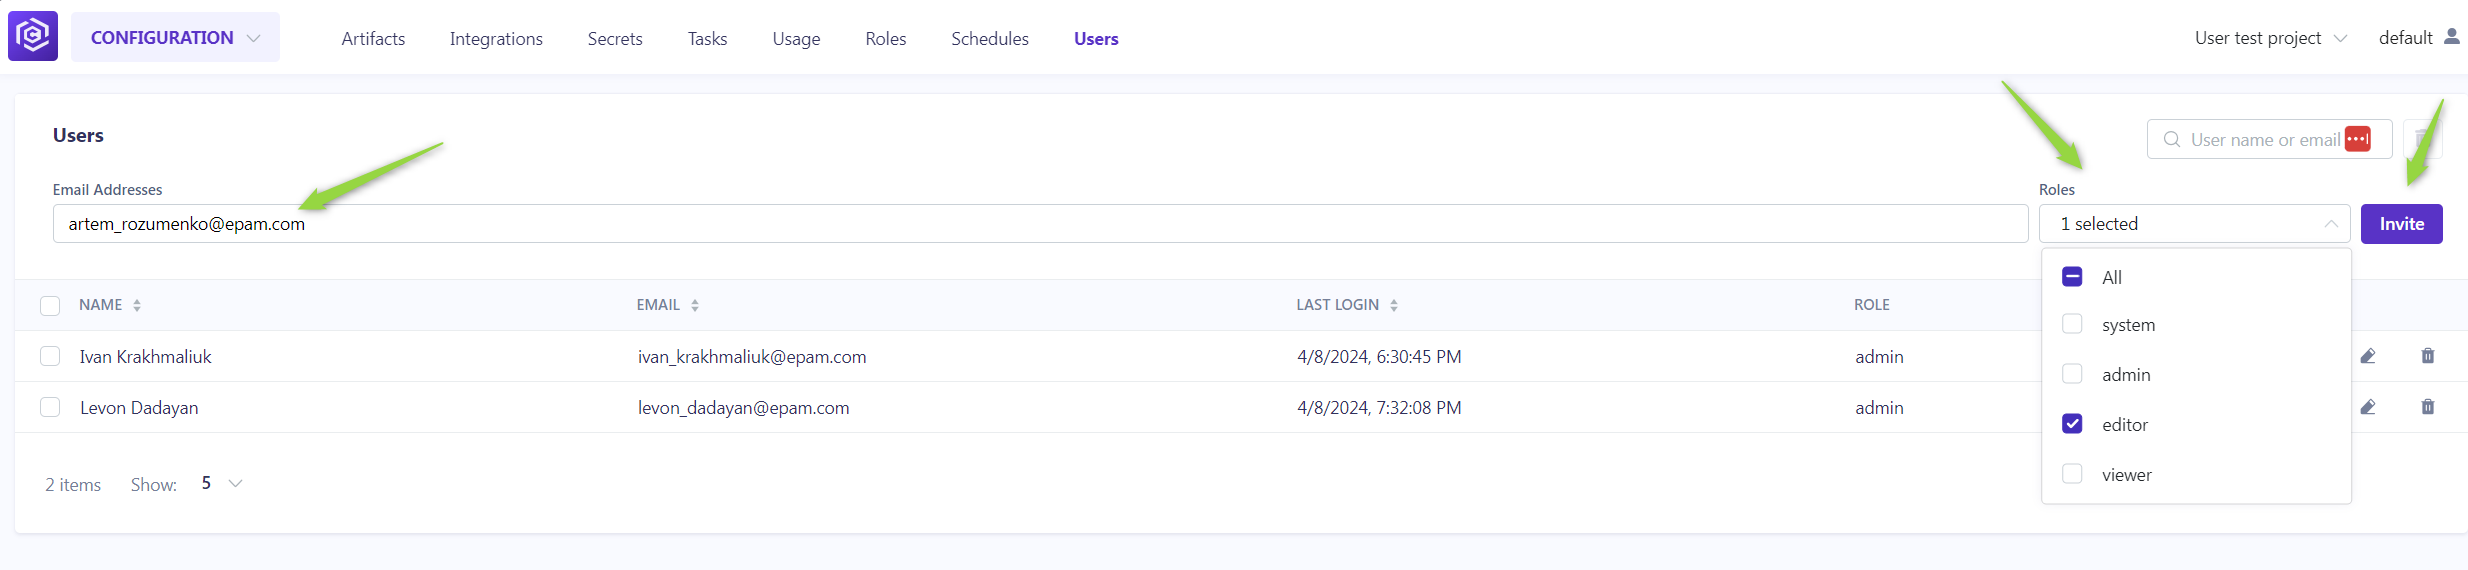 CONFIGURATION Artifacts Integrations Secrets Tasks Usage Roles Schedules Users User test project default
Users
User name or email
Email Addresses Roles
artem_rozumenko@epam.com 1 selected Invite
All
NAME EMAIL LAST LOGIN ROLE
system
Ivan Krakhmaliuk ivan_krakhmaliuk@epam.com 4/8/2024, 6:30:45 PM admin
admin
Levon Dadayan levon_dadayan@epam.com 4/8/2024, 7:32:08 PM admin
editor
viewer
2 items Show: 5